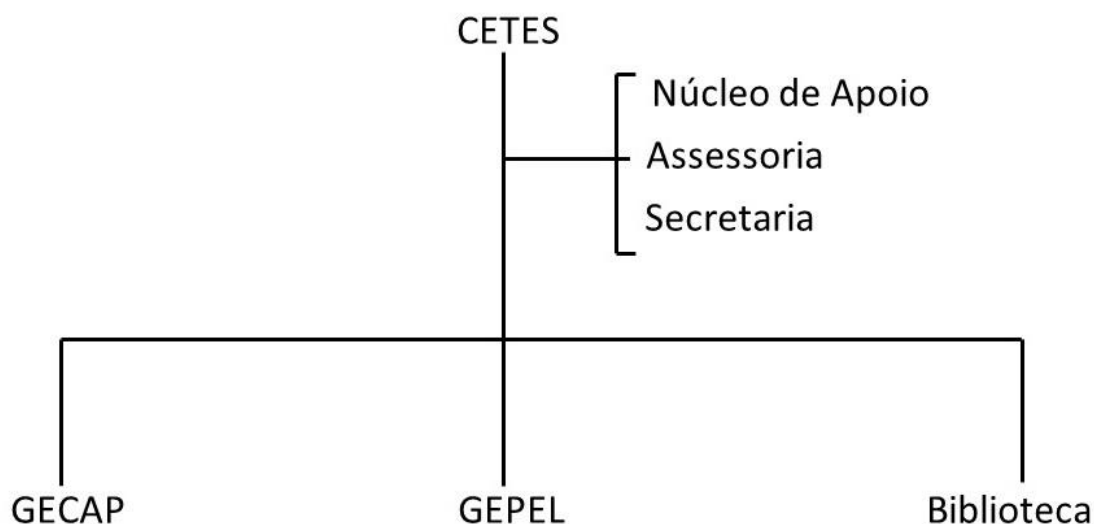 CETES
Núcleo de Apoio
Assessoria
Secretaria
GECAP
GEPEL
Biblioteca